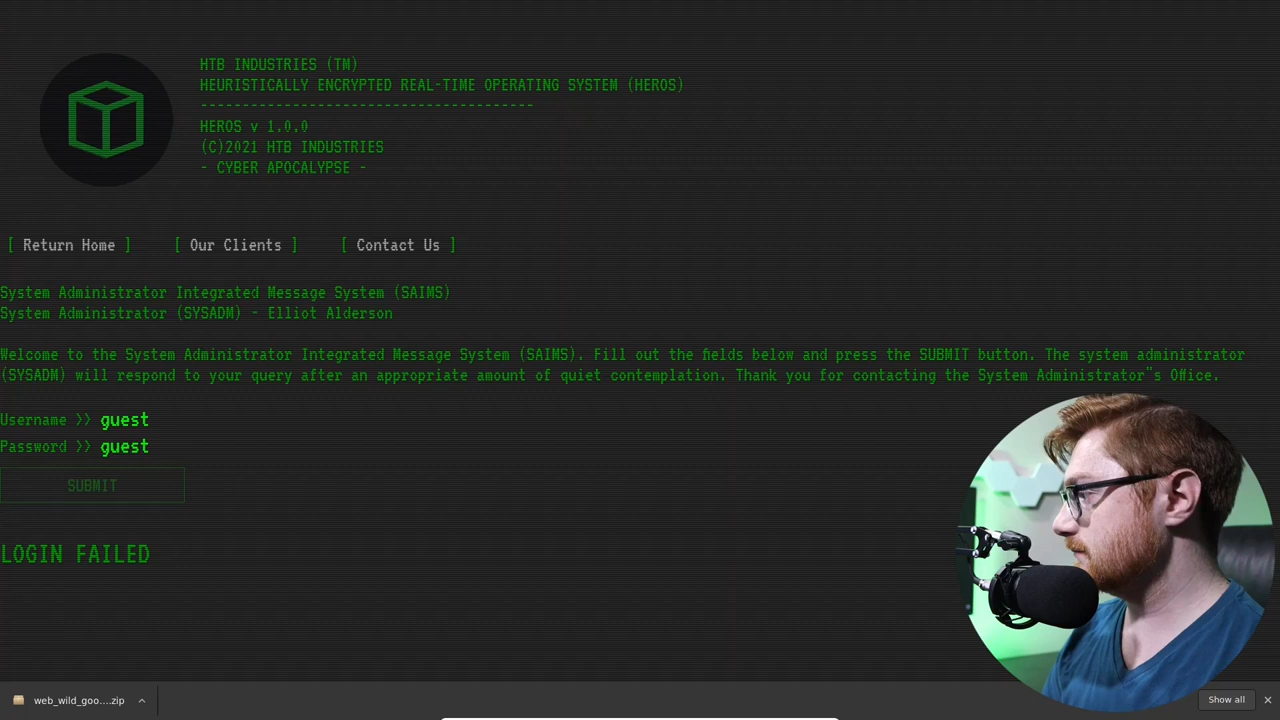 HTB INDUSTRIES (TM)
HEURISTICALLY ENCRYPTED REAL-TIME OPERATING SYSTEM (HEROS)
----------------------------------------
HEROS v 1.0.0
(C)2021 HTB INDUSTRIES
- CYBER APOCALYPSE -
[ Return Home ] [ Our Clients ] [ Contact Us ]
System Administrator Integrated Message System (SAIMS)
System Administrator (SYSADM) - Elliot Alderson
Welcome to the System Administrator Integrated Message System (SAIMS). Fill out the fields below and press the SUBMIT button. The system administrator
(SYSADM) will respond to your query after an appropriate amount of quiet contemplation. Thank you for contacting the System Administrator"s Office.
Username >> guest
Password >> guest
SUBMIT
LOGIN FAILED
web_wild_goo....zip
Show all